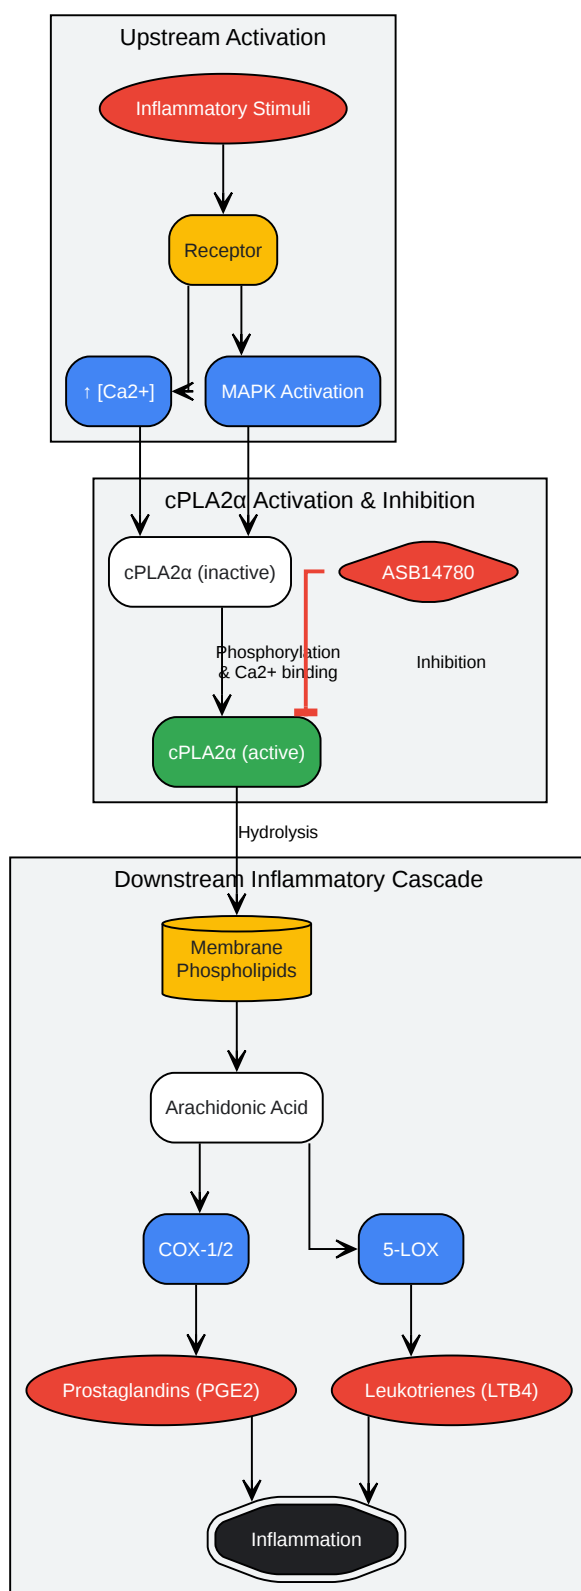 Upstream Activation
Inflammatory Stimuli
Receptor
↑ [Ca2+]
MAPK Activation
cPLA2α Activation & Inhibition
cPLA2α (inactive)
ASB14780
Phosphorylation
& Ca2+ binding
Inhibition
cPLA2α (active)
Hydrolysis
Downstream Inflammatory Cascade
Membrane
Phospholipids
Arachidonic Acid
COX-1/2
5-LOX
Prostaglandins (PGE2)
Leukotrienes (LTB4)
Inflammation